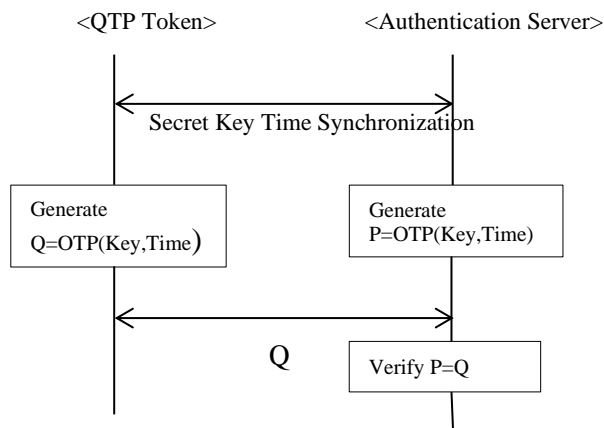 <QTP Token> <Authentication Server>
Secret Key Time Synchronization
Generate
Q=OTP(Key,Time)
Generate
P=OTP(Key,Time)
Q
Verify P=Q